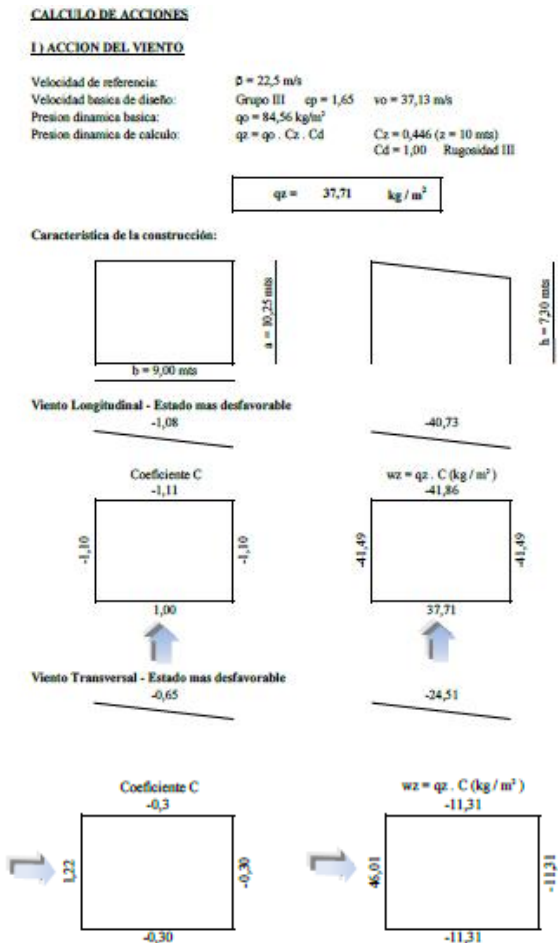 CALCULO DE ACCIONES
I ) ACCION DEL VIENTO
Velocidad de referencia: β = 22,5 m/s
Velocidad basica de diseño: Grupo III cp = 1,65 vo = 37,13 m/s
Presion dinamica basica: qo = 84,56 kg/m²
Presion dinamica de calculo: qz = qo . Cz . Cd Cz = 0,446 (z = 10 mts)
Cd = 1,00 Rugosidad III
qz = 37,71 kg / m²
Característica de la construcción:
a = 10,25 mts
h = 7,30 mts
b = 9,00 mts
Viento Longitudinal - Estado mas desfavorable
-1,08 -40,73
Coeficiente C wz = qz . C (kg / m² )
-1,11 -41,86
-1,10 -1,10 -41,49 -41,49
1,00 37,71
Viento Transversal - Estado más desfavorable
-0,65 -24,51
Coeficiente C wz = qz . C (kg / m² )
-0,3 -11,31
1,22 -0,30 46,01 -11,31
-0,30 -11,31